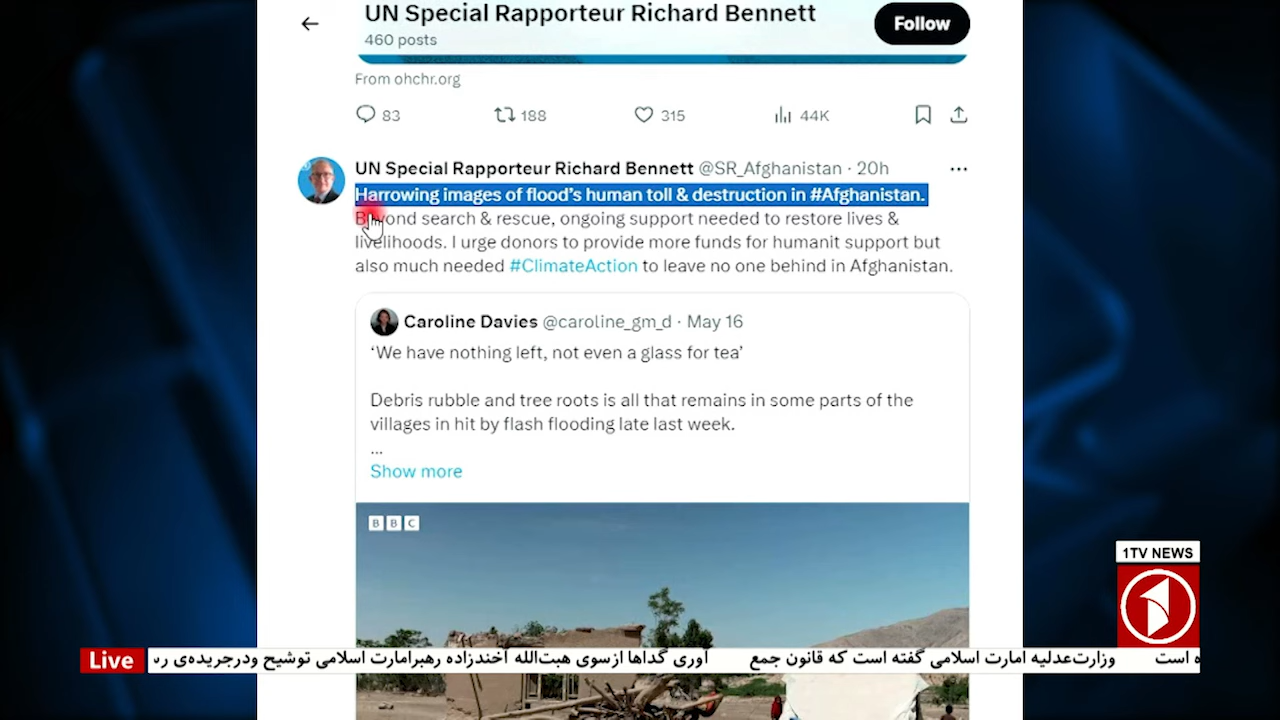 UN Special Rapporteur Richard Bennett
460 posts
Follow
From ohchr.org
83
188
315
44K
UN Special Rapporteur Richard Bennett @SR_Afghanistan · 20h
Harrowing images of flood's human toll & destruction in #Afghanistan.
Beyond search & rescue, ongoing support needed to restore lives &
livelihoods. I urge donors to provide more funds for humanit support but
also much needed #ClimateAction to leave no one behind in Afghanistan.
Caroline Davies @caroline_gm_d · May 16
‘We have nothing left, not even a glass for tea’
Debris rubble and tree roots is all that remains in some parts of the
villages in hit by flash flooding late last week.
...
Show more
BBC
1TV NEWS
Live
ه است وزارت‌عدلیه امارت اسلامی گفته است که قانون جمع آوری گداها ازسوی هبت‌الله آخندزاده رهبرامارت اسلامی توشیح ودرجریده‌ی